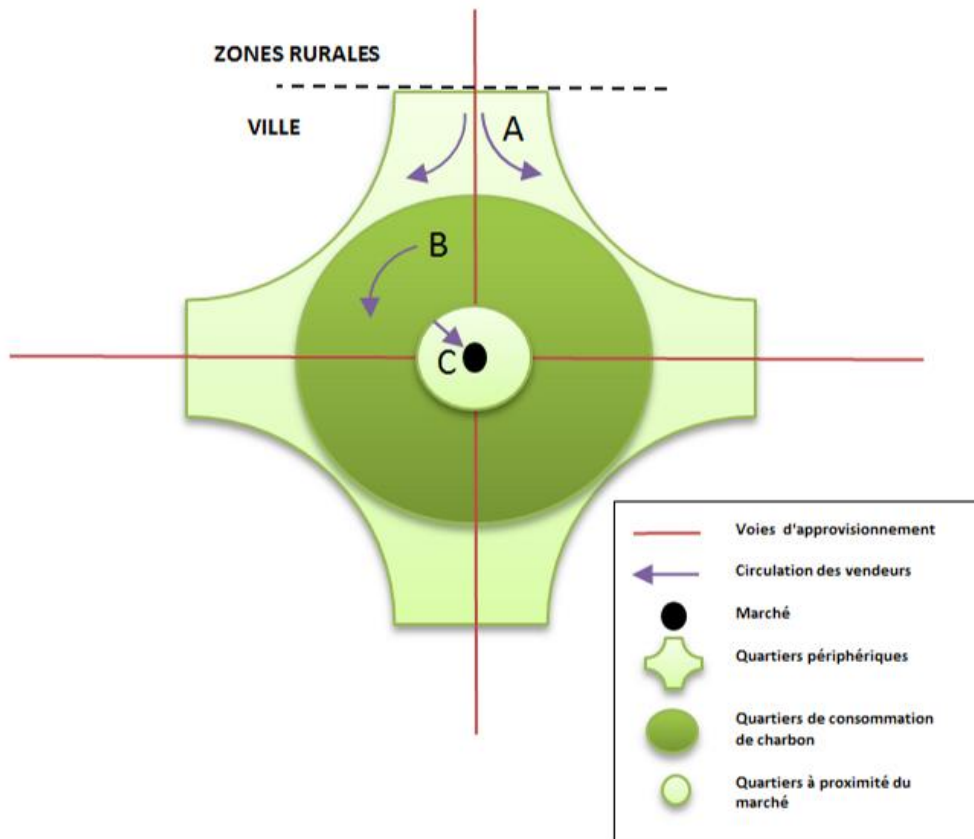 ZONES RURALES
VILLE
A
B
C
Voies d'approvisionnement
Circulation des vendeurs
Marché
Quartiers périphériques
Quartiers de consommation
de charbon
Quartiers à proximité du
marché